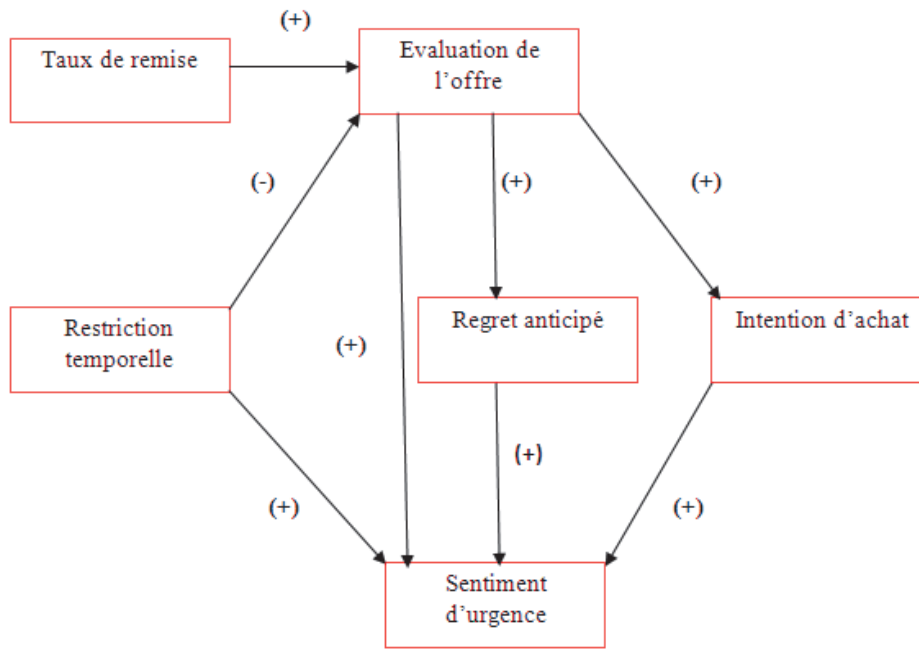 (+)
Taux de remise
Evaluation de
l’offre
(-)
(+)
(+)
Restriction
temporelle
(+)
Regret anticipé
Intention d’achat
(+)
(+)
(+)
Sentiment
d’urgence